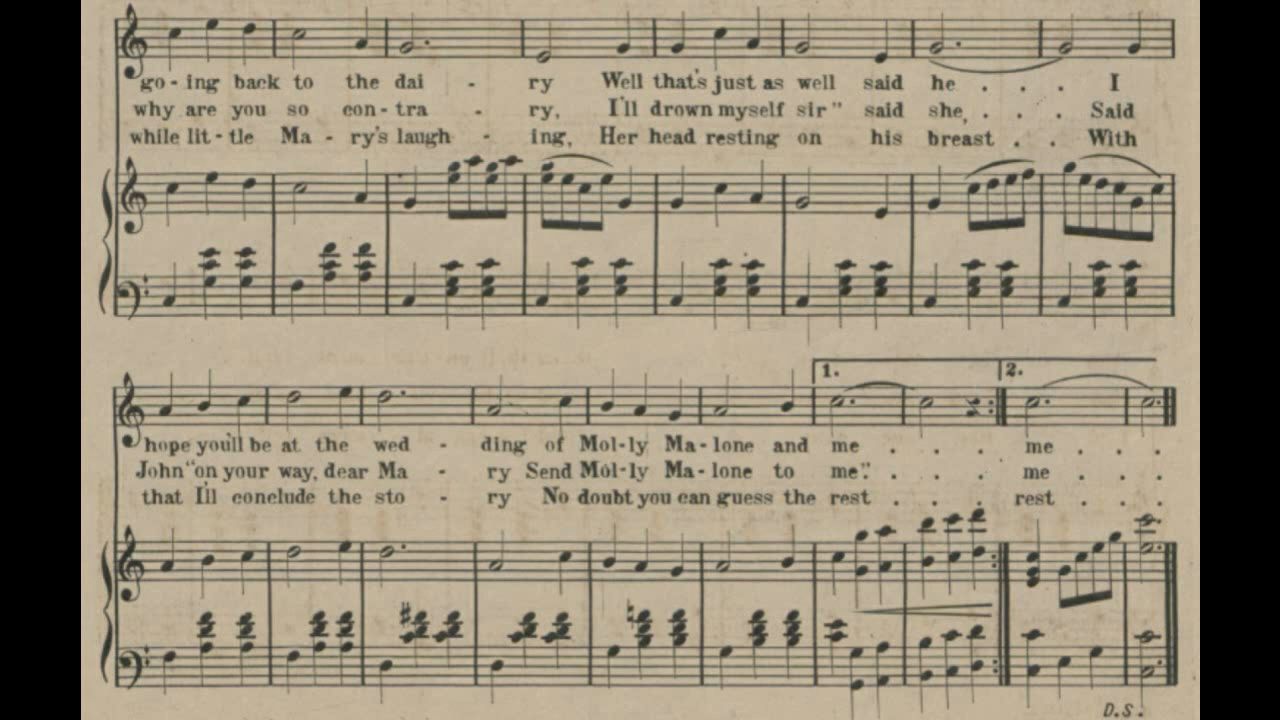 go - ing back to the dai - ry Well that's just as well said he . . . I
why are you so con - tra - ry, I'll drown myself sir" said she, . . . Said
while lit - tle Ma - ry's laugh - ing, Her head resting on his breast . . With
1. 2.
hope you'll be at the wed - ding of Mol - ly Ma - lone and me . . . me . . .
John "on your way, dear Ma - ry Send Mol - ly Ma - lone to me". . . . me . . .
that I'll conclude the sto - ry No doubt you can guess the rest . . . rest . . .
D.S.